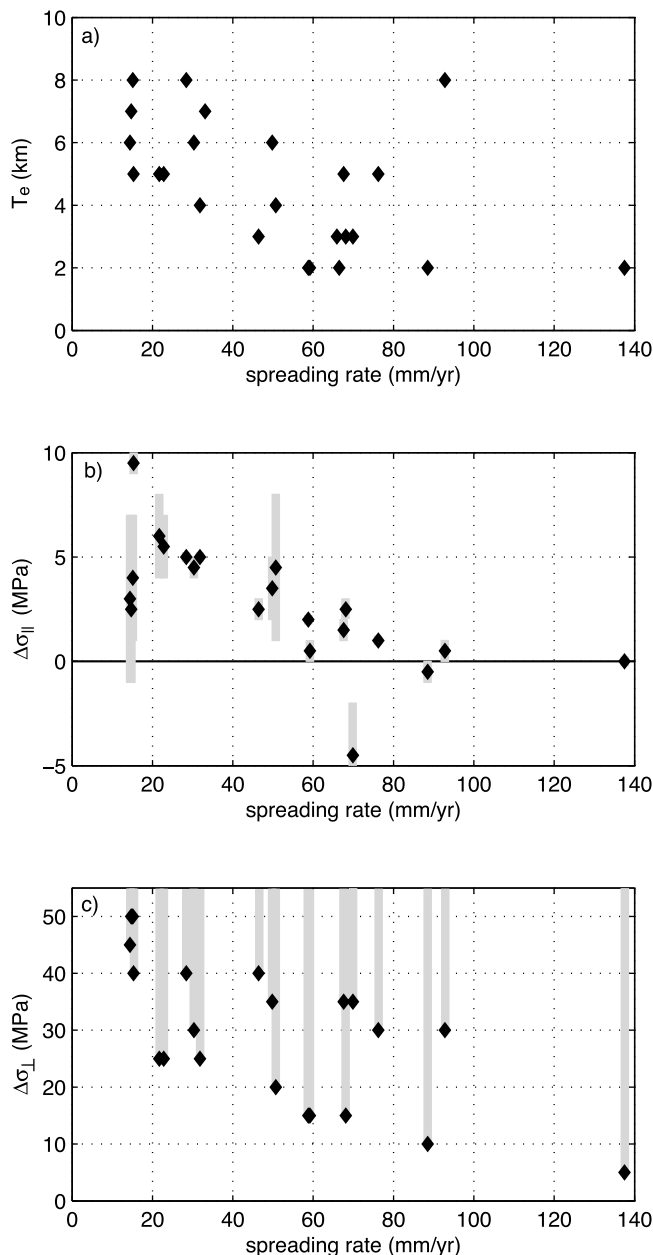 a)
10
8
6
4
2
0
T_e (km)
0 20 40 60 80 100 120 140
spreading rate (mm/yr)
b)
10
5
0
−5
Δσ_|| (MPa)
0 20 40 60 80 100 120 140
spreading rate (mm/yr)
c)
50
40
30
20
10
0
Δσ_⊥ (MPa)
0 20 40 60 80 100 120 140
spreading rate (mm/yr)